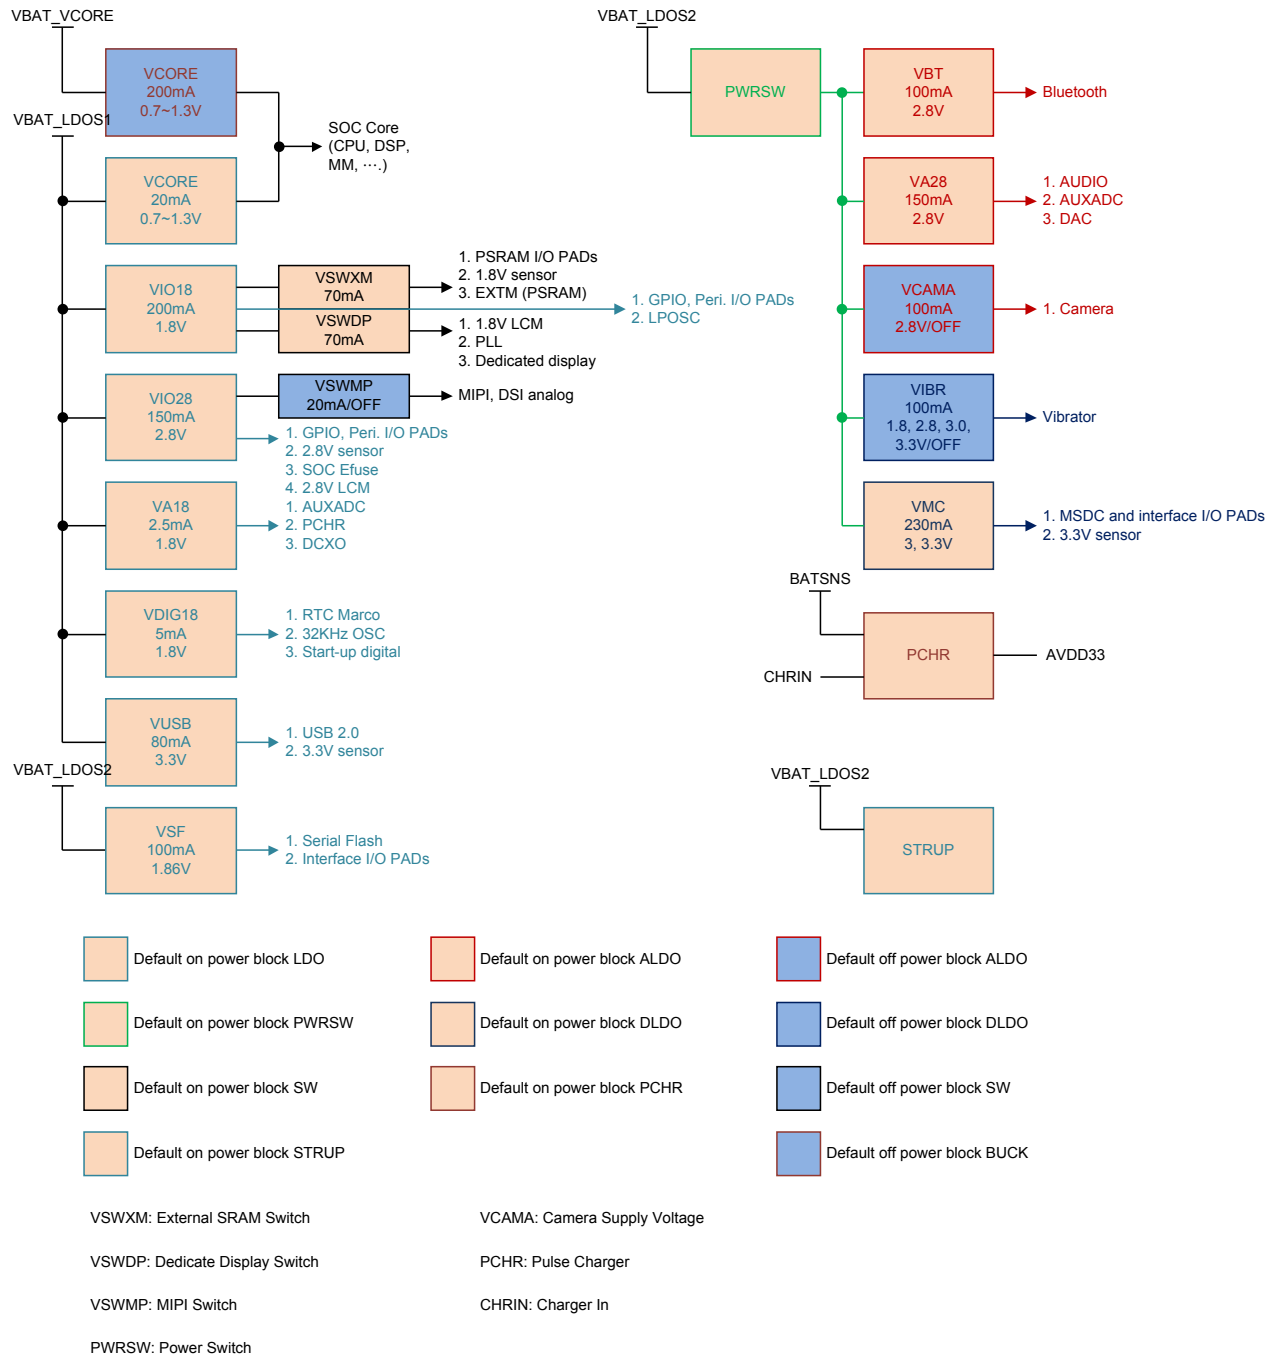 VBAT_VCORE
VCORE
200mA
0.7~1.3V
VBAT_LDOS1
SOC Core
(CPU, DSP,
MM, ….)
VCORE
20mA
0.7~1.3V
VIO18
200mA
1.8V
VSWXM
70mA
1. PSRAM I/O PADs
2. 1.8V sensor
3. EXTM (PSRAM)
1. GPIO, Peri. I/O PADs
2. LPOSC
VSWDP
70mA
1. 1.8V LCM
2. PLL
3. Dedicated display
VIO28
150mA
2.8V
VSWMP
20mA/OFF
MIPI, DSI analog
1. GPIO, Peri. I/O PADs
2. 2.8V sensor
3. SOC Efuse
4. 2.8V LCM
VA18
2.5mA
1.8V
1. AUXADC
2. PCHR
3. DCXO
VDIG18
5mA
1.8V
1. RTC Marco
2. 32KHz OSC
3. Start-up digital
VUSB
80mA
3.3V
1. USB 2.0
2. 3.3V sensor
VBAT_LDOS2
VSF
100mA
1.86V
1. Serial Flash
2. Interface I/O PADs
VBAT_LDOS2
PWRSW
VBT
100mA
2.8V
Bluetooth
VA28
150mA
2.8V
1. AUDIO
2. AUXADC
3. DAC
VCAMA
100mA
2.8V/OFF
1. Camera
VIBR
100mA
1.8, 2.8, 3.0,
3.3V/OFF
Vibrator
VMC
230mA
3, 3.3V
1. MSDC and interface I/O PADs
2. 3.3V sensor
BATSNS
PCHR
AVDD33
CHRIN
VBAT_LDOS2
STRUP
Default on power block LDO
Default on power block ALDO
Default off power block ALDO
Default on power block PWRSW
Default on power block DLDO
Default off power block DLDO
Default on power block SW
Default on power block PCHR
Default off power block SW
Default on power block STRUP
Default off power block BUCK
VSWXM: External SRAM Switch
VCAMA: Camera Supply Voltage
VSWDP: Dedicate Display Switch
PCHR: Pulse Charger
VSWMP: MIPI Switch
CHRIN: Charger In
PWRSW: Power Switch